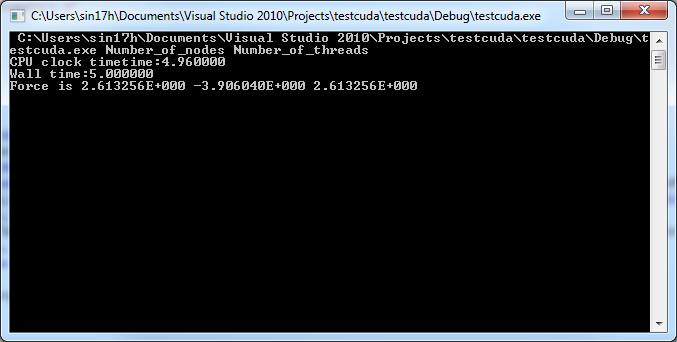 C:\Users\sin17h\Documents\Visual Studio 2010\Projects\testcuda\testcuda\Debug\testcuda.exe
C:\Users\sin17h\Documents\Visual Studio 2010\Projects\testcuda\testcuda\Debug\t
estcuda.exe Number_of_nodes Number_of_threads
CPU clock timetime:4.960000
Wall time:5.000000
Force is 2.613256E+000 -3.906040E+000 2.613256E+000